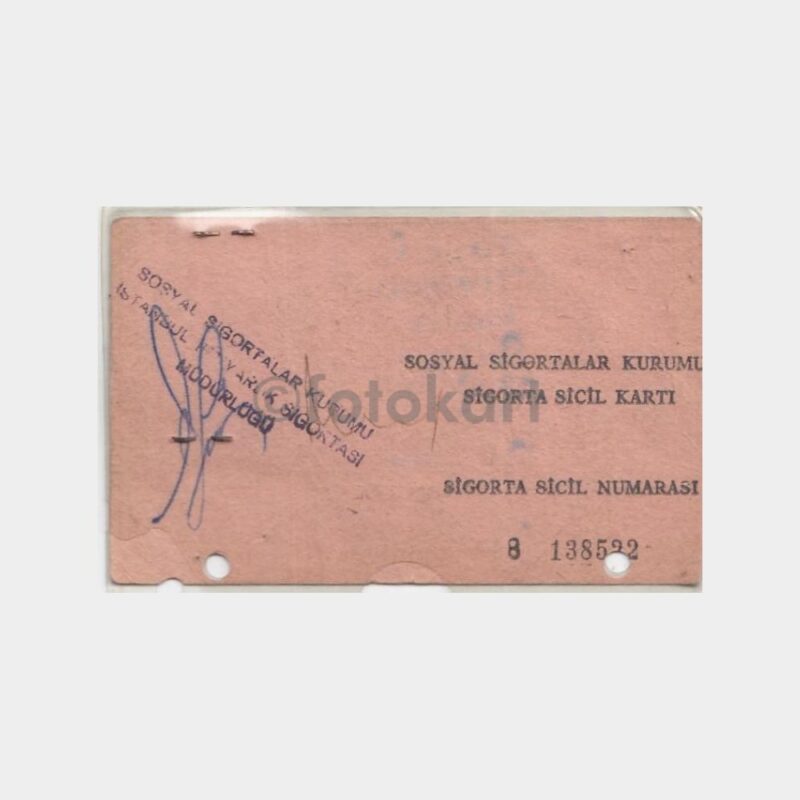 SOSYAL SİGORTALAR KURUMU
İSTANBUL SİGORTASI
MÜDÜRLÜĞÜ
©fotokart
SOSYAL SİGORTALAR KURUMU
SİGORTA SİCİL KARTI
SİGORTA SİCİL NUMARASI
8 138522